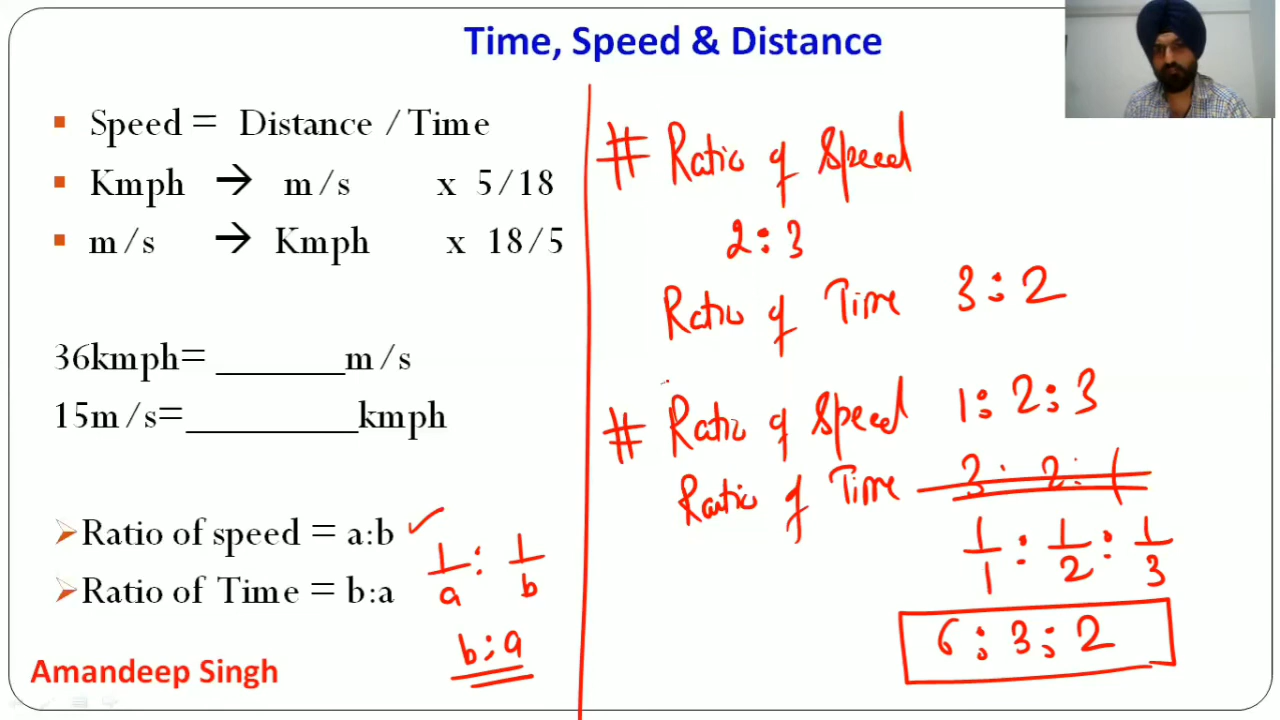 Time, Speed & Distance
Speed = Distance / Time
Kmph → m/s x 5/18
m/s → Kmph x 18/5
36kmph= ______m/s
15m/s=________kmph
Ratio of speed = a:b ✓
Ratio of Time = b:a
1/a : 1/b
b:a
Amandeep Singh
# Ratio of Speed
2:3
Ratio of Time 3:2
# Ratio of Speed 1:2:3
Ratio of Time 3:2:1
1/1 : 1/2 : 1/3
6:3:2